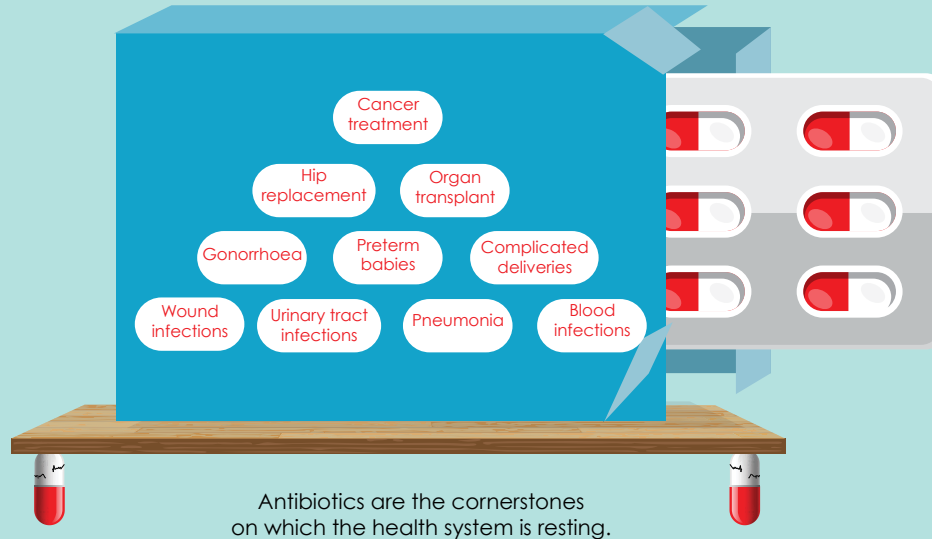 Cancer
treatment
Hip
replacement
Organ
transplant
Gonorrhoea
Preterm
babies
Complicated
deliveries
Wound
infections
Urinary tract
infections
Pneumonia
Blood
infections
Antibiotics are the cornerstones
on which the health system is resting.